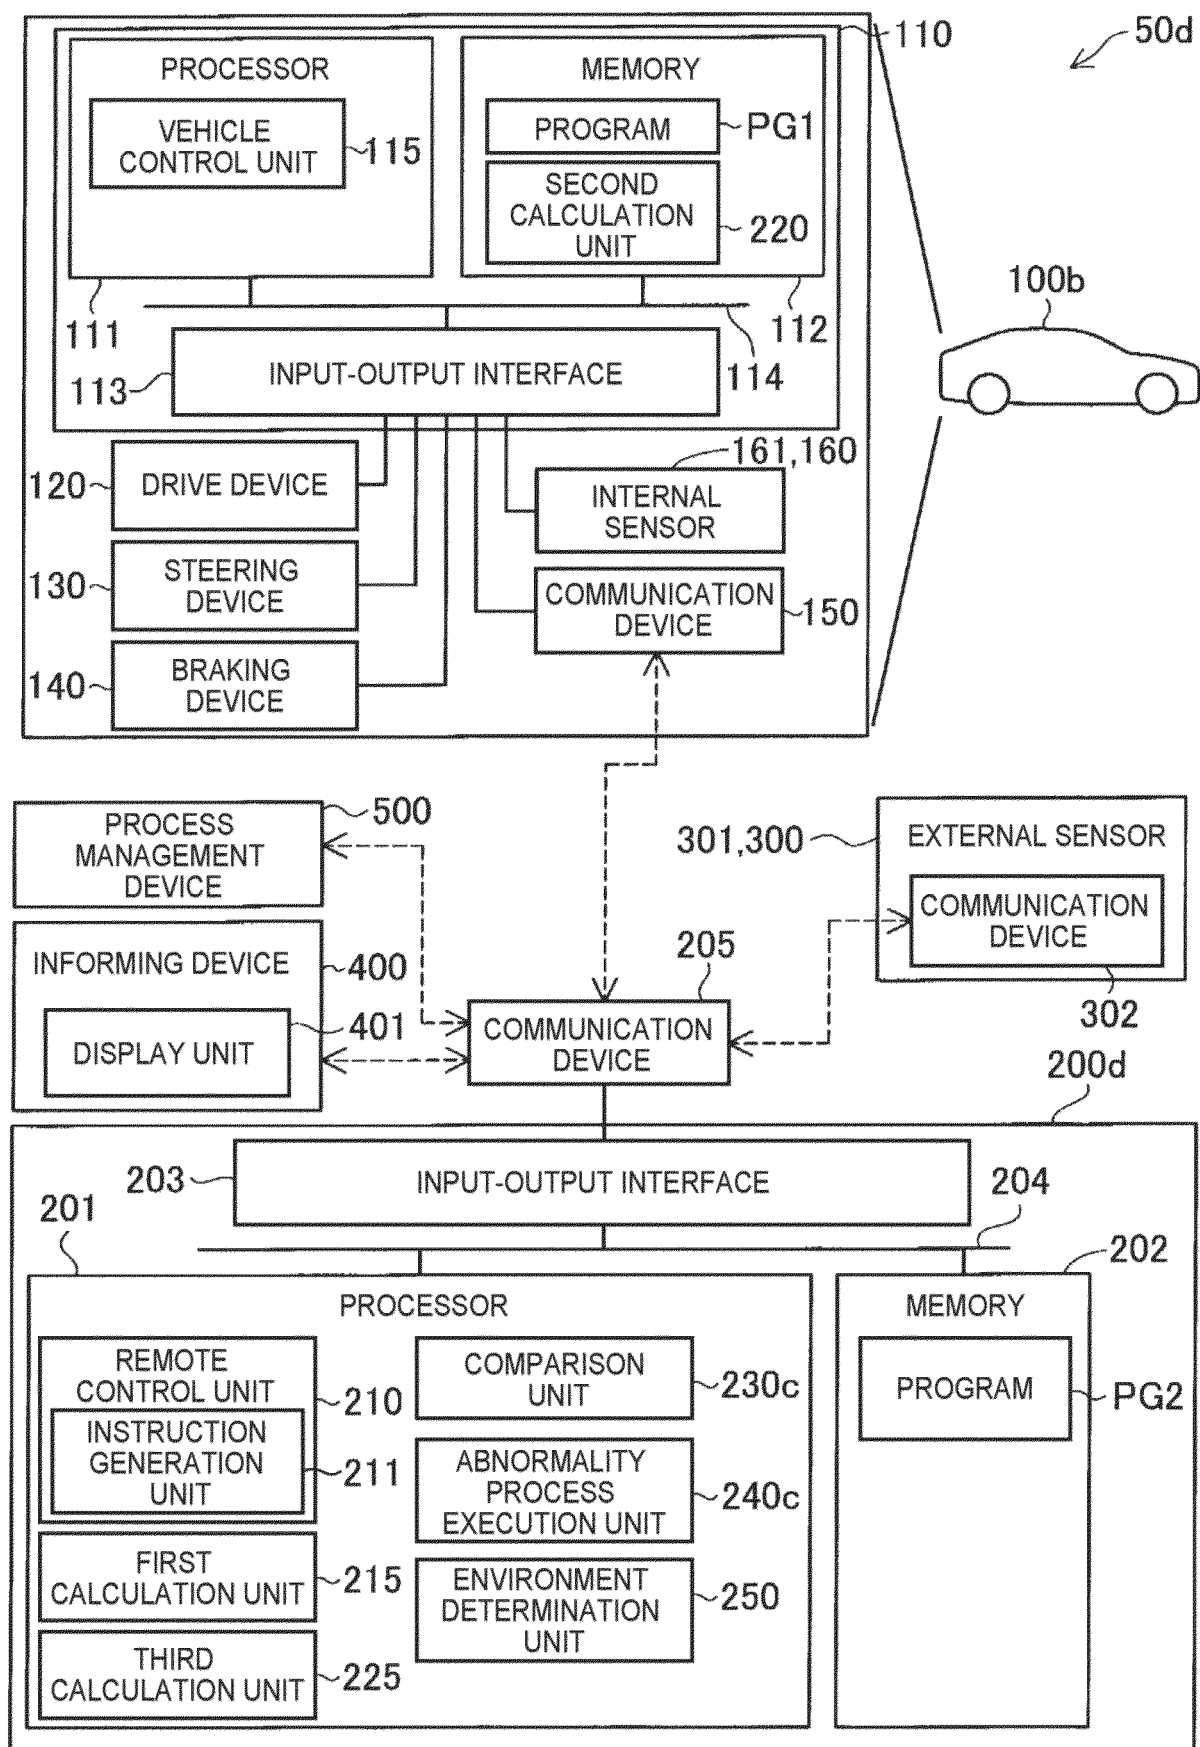 110
50d
PROCESSOR
MEMORY
VEHICLE
CONTROL UNIT
115
PROGRAM
PG1
SECOND
CALCULATION
UNIT
220
111
112
100b
113
INPUT-OUTPUT INTERFACE
114
161,160
120
DRIVE DEVICE
INTERNAL
SENSOR
130
STEERING
DEVICE
COMMUNICATION
DEVICE
150
140
BRAKING
DEVICE
500
PROCESS
MANAGEMENT
DEVICE
301,300
EXTERNAL SENSOR
COMMUNICATION
DEVICE
302
INFORMING DEVICE
400
205
401
DISPLAY UNIT
COMMUNICATION
DEVICE
200d
203
INPUT-OUTPUT INTERFACE
204
201
202
PROCESSOR
MEMORY
REMOTE
CONTROL UNIT
210
INSTRUCTION
GENERATION
UNIT
211
COMPARISON
UNIT
230c
PROGRAM
PG2
ABNORMALITY
PROCESS
EXECUTION UNIT
240c
FIRST
CALCULATION UNIT
215
ENVIRONMENT
DETERMINATION
UNIT
250
THIRD
CALCULATION UNIT
225